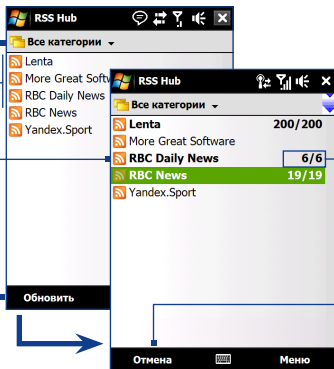 RSS Hub
Все категории
Lenta
More Great Softw
RBC Daily News
RBC News
Yandex.Sport
Обновить
RSS Hub
Все категории
Lenta 200/200
More Great Software
RBC Daily News 6/6
RBC News 19/19
Yandex.Sport
Отмена Меню